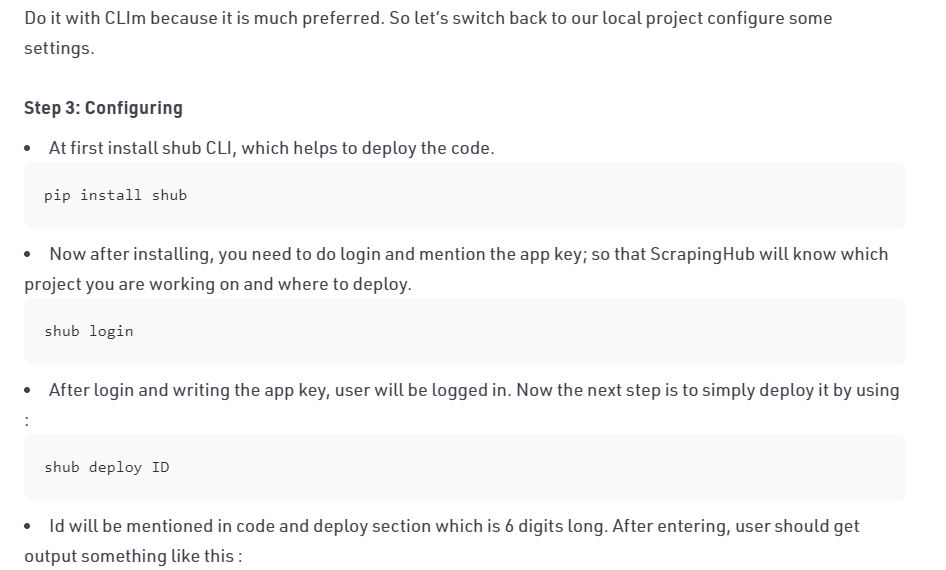 Do it with CLIm because it is much preferred. So let's switch back to our local project configure some
settings.
Step 3: Configuring
• At first install shub CLI, which helps to deploy the code.
pip install shub
• Now after installing, you need to do login and mention the app key; so that ScrapingHub will know which
project you are working on and where to deploy.
shub login
• After login and writing the app key, user will be logged in. Now the next step is to simply deploy it by using
:
shub deploy ID
• Id will be mentioned in code and deploy section which is 6 digits long. After entering, user should get
output something like this :